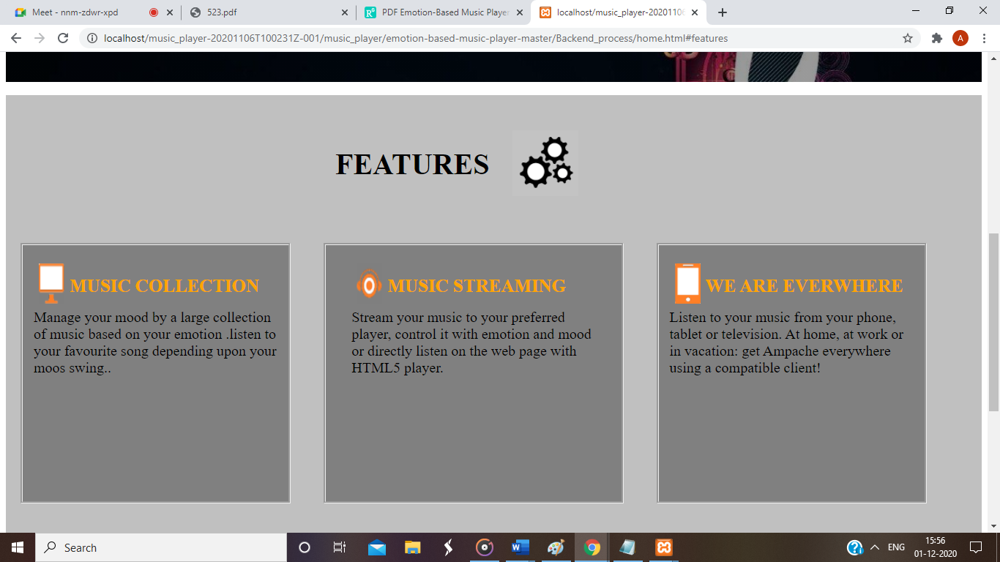 Meet - nnm-zdwr-xpd
523.pdf
PDF Emotion-Based Music Player
localhost/music_player-20201106
localhost/music_player-20201106T100231Z-001/music_player/emotion-based-music-player-master/Backend_process/home.html#features
A
FEATURES
MUSIC COLLECTION
Manage your mood by a large collection
of music based on your emotion .listen to
your favourite song depending upon your
moos swing..
MUSIC STREAMING
Stream your music to your preferred
player, control it with emotion and mood
or directly listen on the web page with
HTML5 player.
WE ARE EVERWHERE
Listen to your music from your phone,
tablet or television. At home, at work or
in vacation: get Ampache everywhere
using a compatible client!
Search
ENG
15:56
01-12-2020